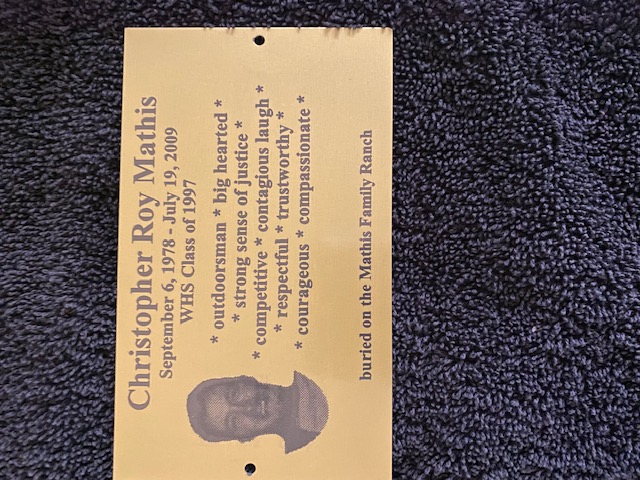 Christopher Roy Mathis
September 6, 1978 - July 19, 2009
WHS Class of 1997
* outdoorsman * big hearted *
* strong sense of justice *
* competitive * contagious laugh *
* respectful * trustworthy *
* courageous * compassionate *
buried on the Mathis Family Ranch